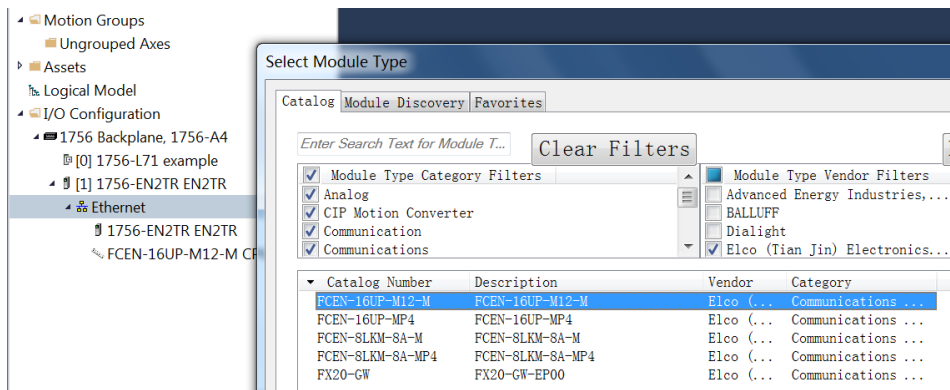 Motion Groups
Ungrouped Axes
Assets
Logical Model
I/O Configuration
1756 Backplane, 1756-A4
[0] 1756-L71 example
[1] 1756-EN2TR EN2TR
Ethernet
1756-EN2TR EN2TR
FCEN-16UP-M12-M
Select Module Type
Catalog Module Discovery Favorites
Enter Search Text for Module T... Clear Filters
Module Type Category Filters
Analog
CIP Motion Converter
Communication
Communications
Module Type Vendor Filters
Advanced Energy Industries,...
BALLUFF
Dialight
Elco (Tian Jin) Electronics...
Catalog Number Description Vendor Category
FCEN-16UP-M12-M FCEN-16UP-M12-M Elco (... Communications ...
FCEN-16UP-MP4 FCEN-16UP-MP4 Elco (... Communications ...
FCEN-8LKM-8A-M FCEN-8LKM-8A-M Elco (... Communications ...
FCEN-8LKM-8A-MP4 FCEN-8LKM-8A-MP4 Elco (... Communications ...
FX20-GW FX20-GW-EP00 Elco (... Communications ...